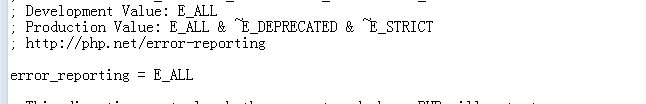 ; Development Value: E_ALL
; Production Value: E_ALL & ~E_DEPRECATED & ~E_STRICT
; http://php.net/error-reporting
error_reporting = E_ALL